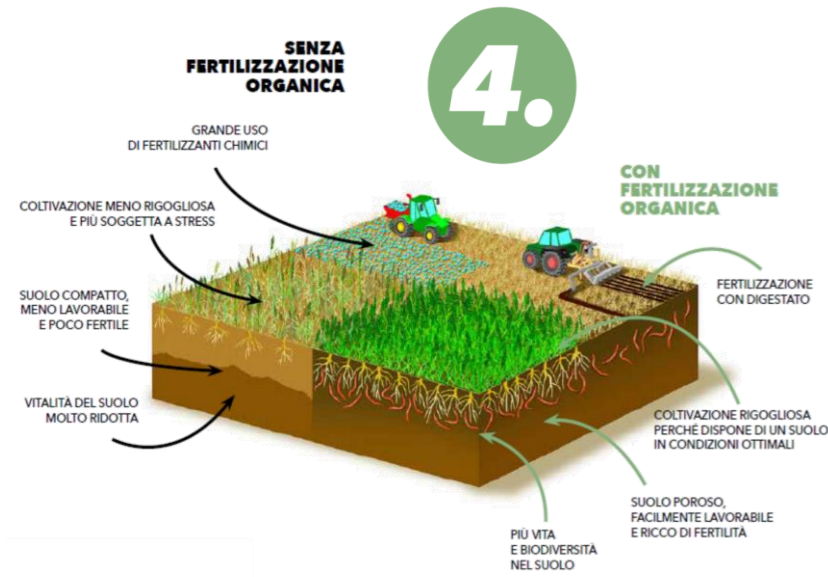 SENZA
FERTILIZZAZIONE
ORGANICA
4.
GRANDE USO
DI FERTILIZZANTI CHIMICI
COLTIVAZIONE MENO RIGOGLIOSA
E PIÙ SOGGETTA A STRESS
SUOLO COMPATTO,
MENO LAVORABILE
E POCO FERTILE
VITALITÀ DEL SUOLO
MOLTO RIDOTTA
CON
FERTILIZZAZIONE
ORGANICA
FERTILIZZAZIONE
CON DIGESTATO
COLTIVAZIONE RIGOGLIOSA
PERCHÉ DISPONE DI UN SUOLO
IN CONDIZIONI OTTIMALI
SUOLO POROSO,
FACILMENTE LAVORABILE
E RICCO DI FERTILITÀ
PIÙ VITA
E BIODIVERSITÀ
NEL SUOLO